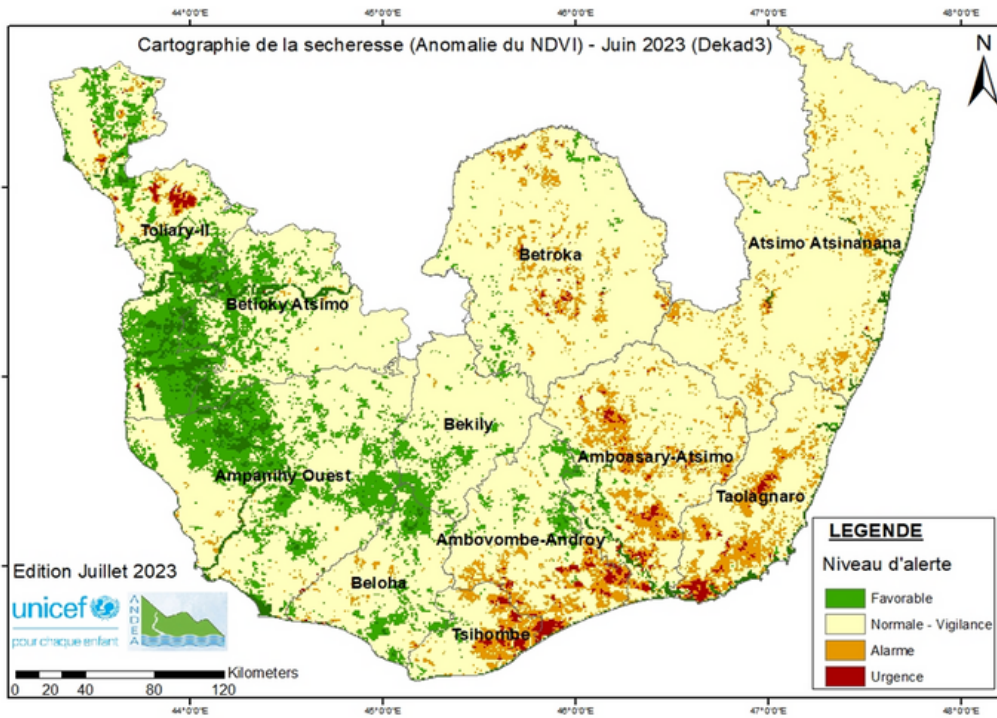 44°0'0"E 45°0'0"E 46°0'0"E 47°0'0"E 48°0'0"E
Cartographie de la secheresse (Anomalie du NDVI) - Juin 2023 (Dekad3)
N
Toliary-II
Betroka
Atsimo Atsinanana
Betioky Atsimo
Bekily
Amboasary-Atsimo
Ampanihy Ouest
Taolagnaro
Ambovombe-Androy
Beloha
Tsihombe
LEGENDE
Niveau d'alerte
Favorable
Normale - Vigilance
Alarme
Urgence
Edition Juillet 2023
unicef
pour chaque enfant
ANDEA
Kilometers
0 20 40 80 120
44°0'0"E 45°0'0"E 46°0'0"E 47°0'0"E 48°0'0"E